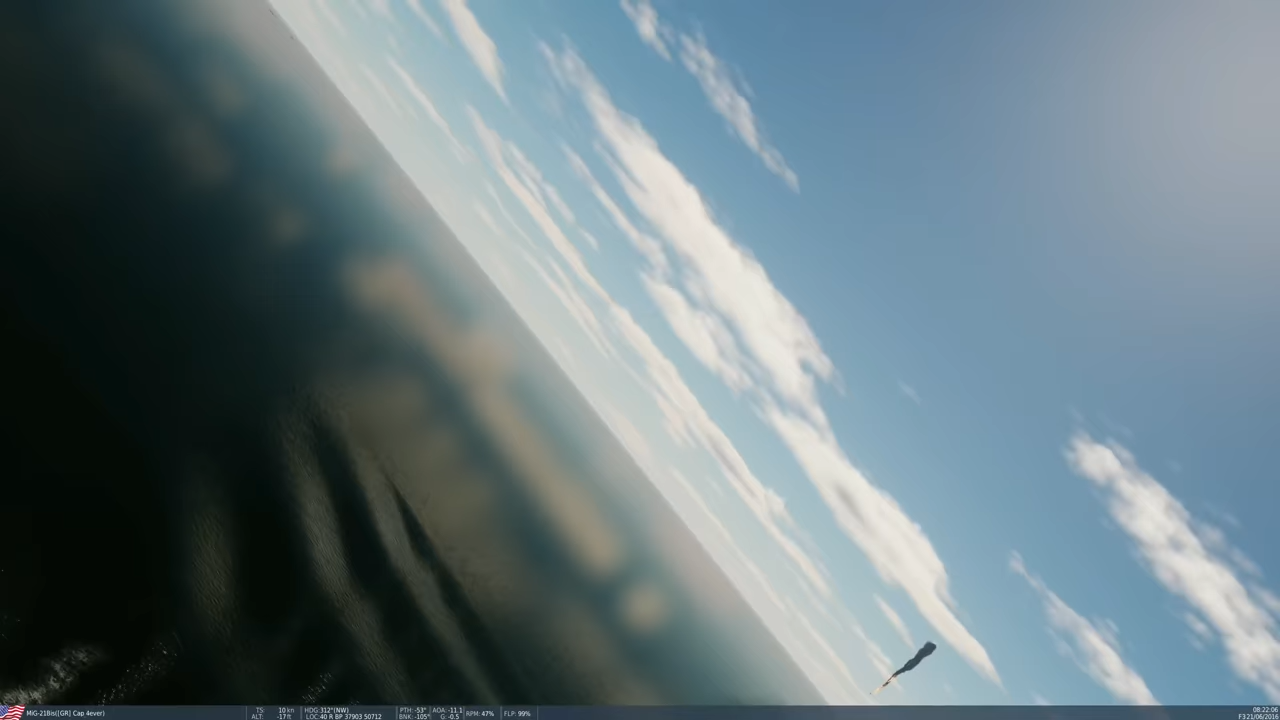 MiG-21Bis([GR] Cap 4ever)
TS: 10 kn
ALT: -17 ft
HDG:312°(NW)
LOC:40 R BP 37903 50712
PTH: -53°
BNK: -105°
AOA: -11.1
G: -0.5
RPM: 47%
FLP: 99%
08:22:06
F3 21/06/20